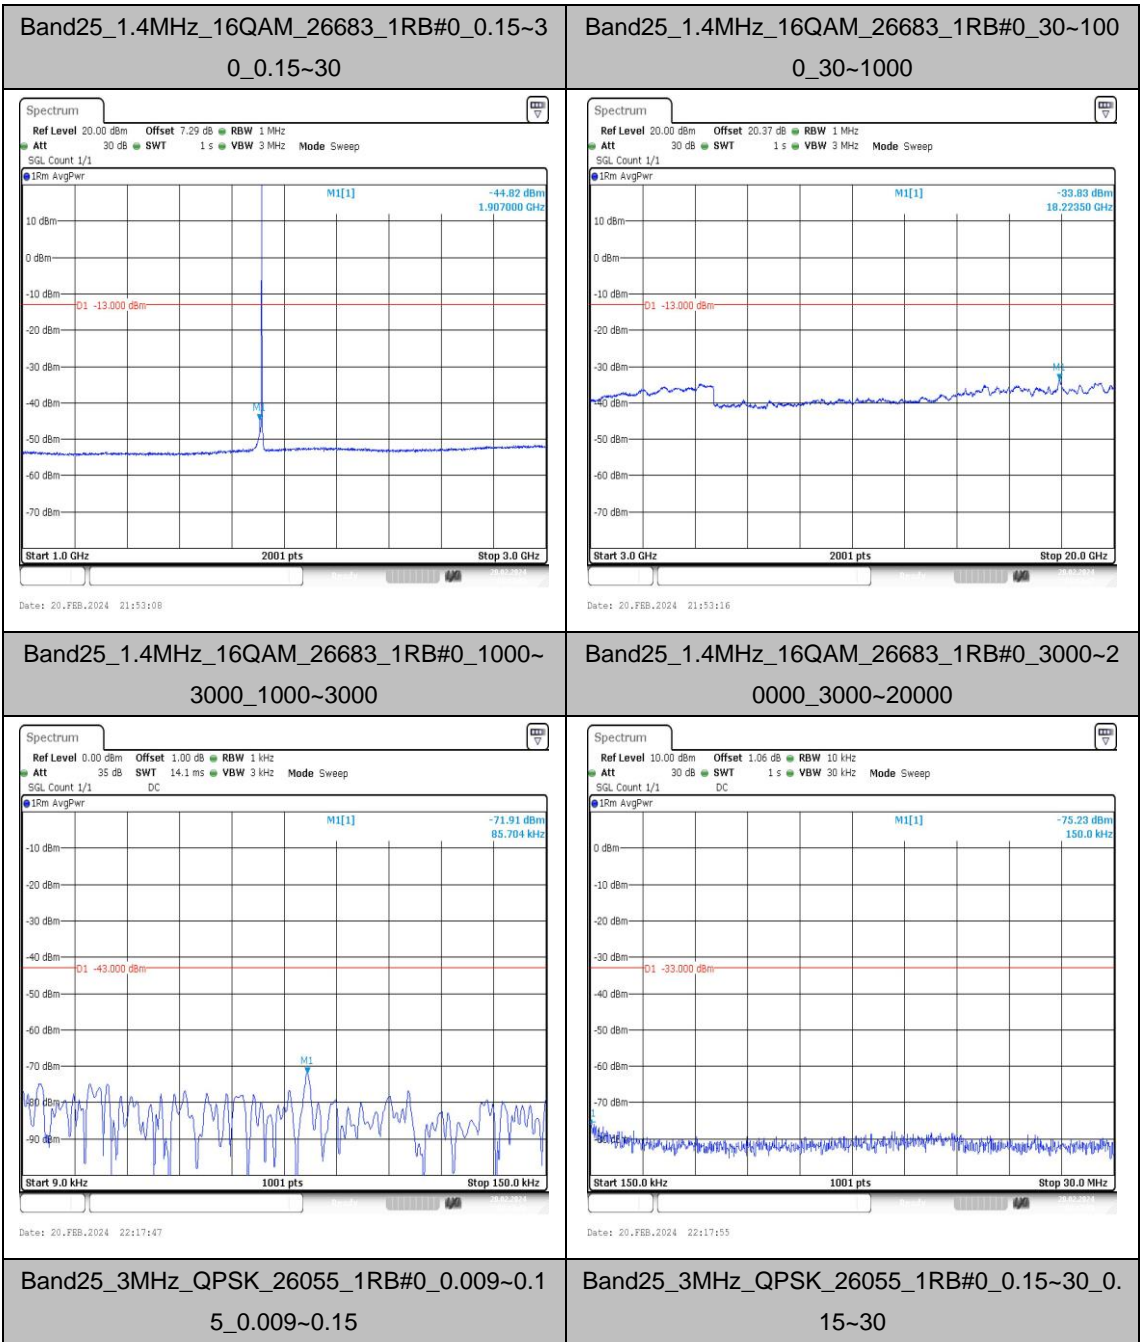 Band25_1.4MHz_16QAM_26683_1RB#0_0.15~3
0_0.15~30
Band25_1.4MHz_16QAM_26683_1RB#0_30~100
0_30~1000
Spectrum
Ref Level 20.00 dBm Offset 7.29 dB RBW 1 MHz
Att 30 dB SWT 1 s VBW 3 MHz Mode Sweep
SGL Count 1/1
1Rm AvgPwr
M1[1] -44.82 dBm
1.907000 GHz
10 dBm
0 dBm
-10 dBm
D1 -13.000 dBm
-20 dBm
-30 dBm
-40 dBm
M1
-50 dBm
-60 dBm
-70 dBm
Start 1.0 GHz 2001 pts Stop 3.0 GHz
Date: 20.FEB.2024 21:53:08
Spectrum
Ref Level 20.00 dBm Offset 20.37 dB RBW 1 MHz
Att 30 dB SWT 1 s VBW 3 MHz Mode Sweep
SGL Count 1/1
1Rm AvgPwr
M1[1] -33.83 dBm
18.22350 GHz
10 dBm
0 dBm
-10 dBm
D1 -13.000 dBm
-20 dBm
-30 dBm
M1
-40 dBm
-50 dBm
-60 dBm
-70 dBm
Start 3.0 GHz 2001 pts Stop 20.0 GHz
Date: 20.FEB.2024 21:53:16
Band25_1.4MHz_16QAM_26683_1RB#0_1000~
3000_1000~3000
Band25_1.4MHz_16QAM_26683_1RB#0_3000~2
0000_3000~20000
Spectrum
Ref Level 0.00 dBm Offset 1.00 dB RBW 1 kHz
Att 35 dB SWT 14.1 ms VBW 3 kHz Mode Sweep
SGL Count 1/1 DC
1Rm AvgPwr
M1[1] -71.91 dBm
85.704 kHz
-10 dBm
-20 dBm
-30 dBm
-40 dBm
D1 -43.000 dBm
-50 dBm
-60 dBm
-70 dBm
M1
-80 dBm
-90 dBm
Start 9.0 kHz 1001 pts Stop 150.0 kHz
Date: 20.FEB.2024 22:17:47
Spectrum
Ref Level 10.00 dBm Offset 1.06 dB RBW 10 kHz
Att 30 dB SWT 1 s VBW 30 kHz Mode Sweep
SGL Count 1/1 DC
1Rm AvgPwr
M1[1] -75.23 dBm
150.0 kHz
0 dBm
-10 dBm
-20 dBm
-30 dBm
D1 -33.000 dBm
-40 dBm
-50 dBm
-60 dBm
-70 dBm
-80 dBm
Start 150.0 kHz 1001 pts Stop 30.0 MHz
Date: 20.FEB.2024 22:17:55
Band25_3MHz_QPSK_26055_1RB#0_0.009~0.1
5_0.009~0.15
Band25_3MHz_QPSK_26055_1RB#0_0.15~30_0.
15~30